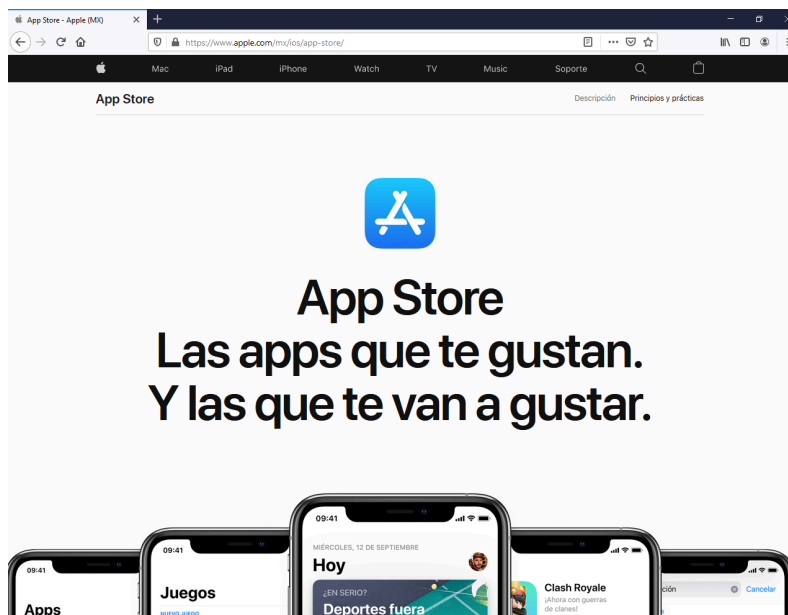 App Store - Apple (MX)
https://www.apple.com/mx/ios/app-store/
Mac iPad iPhone Watch TV Music Soporte
App Store
Descripción Principios y prácticas
App Store
Las apps que te gustan.
Y las que te van a gustar.
09:41
MIÉRCOLES, 12 DE SEPTIEMBRE
Hoy
¿EN SERIO?
Deportes fuera
09:41
Juegos
NUEVO JUEGO
09:41
Apps
Clash Royale
¡Ahora con guerras
de clanes!
ción
Cancelar